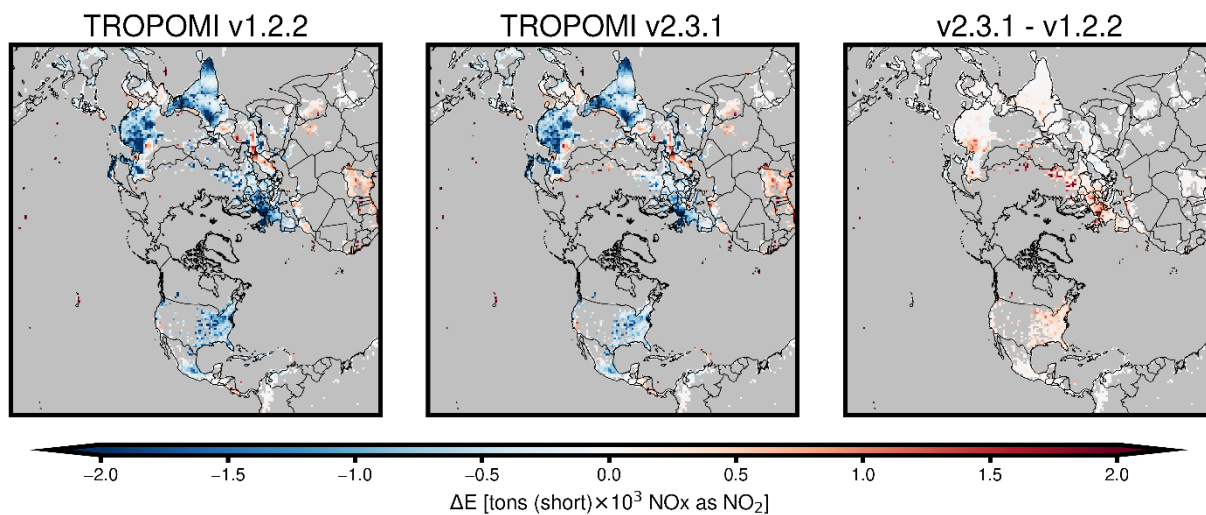 TROPOMI v1.2.2 TROPOMI v2.3.1 v2.3.1 - v1.2.2
−2.0 −1.5 −1.0 −0.5 0.0 0.5 1.0 1.5 2.0
ΔE [tons (short)×10³ NOx as NO₂]